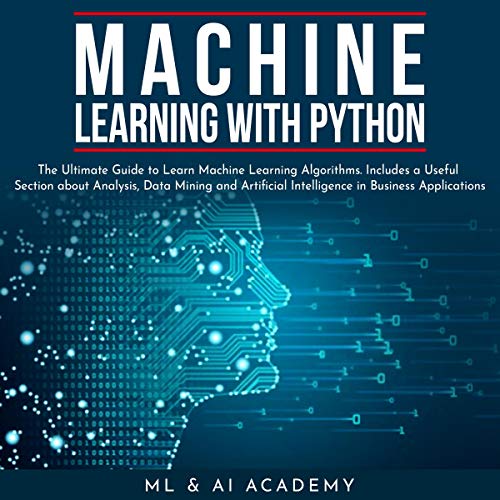 MACHINE
LEARNING WITH PYTHON
The Ultimate Guide to Learn Machine Learning Algorithms. Includes a Useful
Section about Analysis, Data Mining and Artificial Intelligence in Business Applications
ML & AI ACADEMY